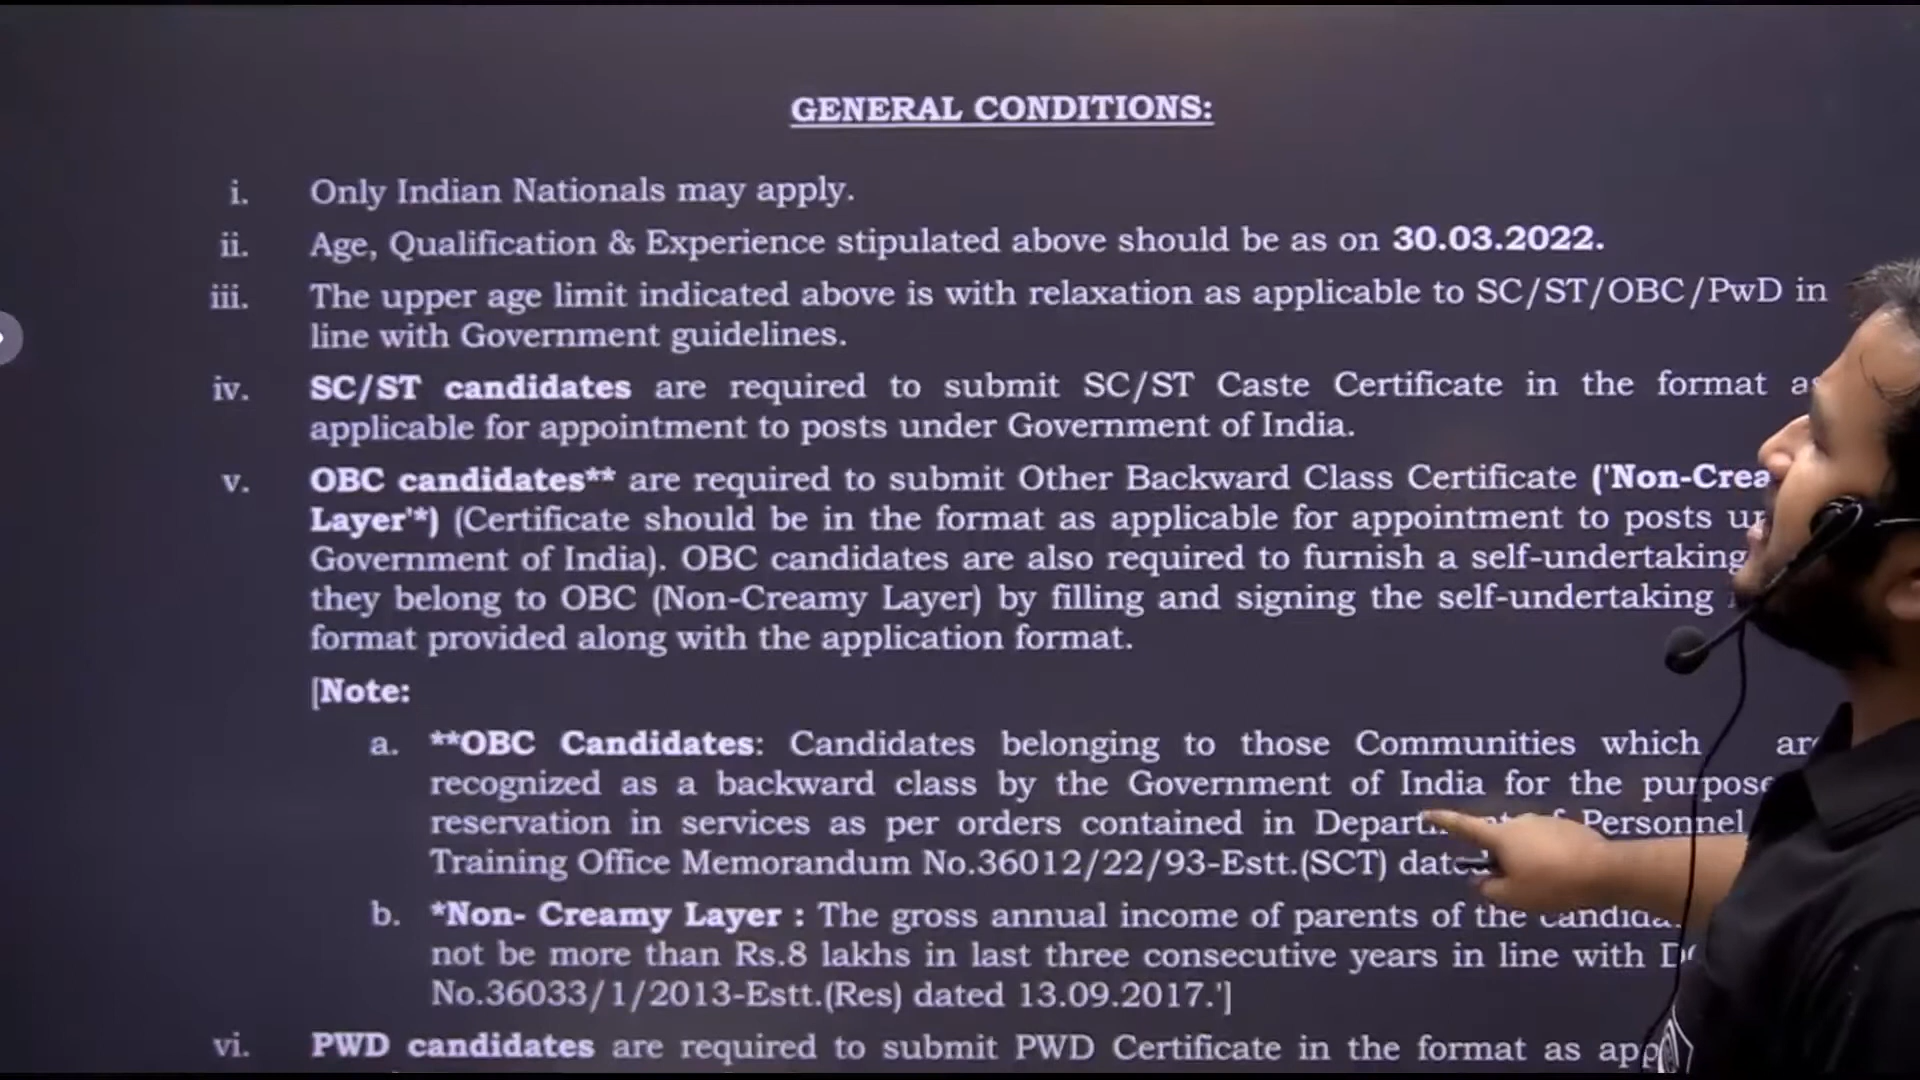 GENERAL CONDITIONS:
i. Only Indian Nationals may apply.
ii. Age, Qualification & Experience stipulated above should be as on 30.03.2022.
iii. The upper age limit indicated above is with relaxation as applicable to SC/ST/OBC/PwD in
line with Government guidelines.
iv. SC/ST candidates are required to submit SC/ST Caste Certificate in the format as
applicable for appointment to posts under Government of India.
v. OBC candidates** are required to submit Other Backward Class Certificate ('Non-Crea
Layer'*) (Certificate should be in the format as applicable for appointment to posts
Government of India). OBC candidates are also required to furnish a self-undertaking
they belong to OBC (Non-Creamy Layer) by filling and signing the self-undertaking
format provided along with the application format.
[Note:
a. **OBC Candidates: Candidates belonging to those Communities which are
recognized as a backward class by the Government of India for the purpose
reservation in services as per orders contained in Personnel
Training Office Memorandum No.36012/22/93-Estt.(SCT) dated
b. *Non- Creamy Layer : The gross annual income of parents of the
not be more than Rs.8 lakhs in last three consecutive years in line with
No.36033/1/2013-Estt.(Res) dated 13.09.2017.']
vi. PWD candidates are required to submit PWD Certificate in the format as